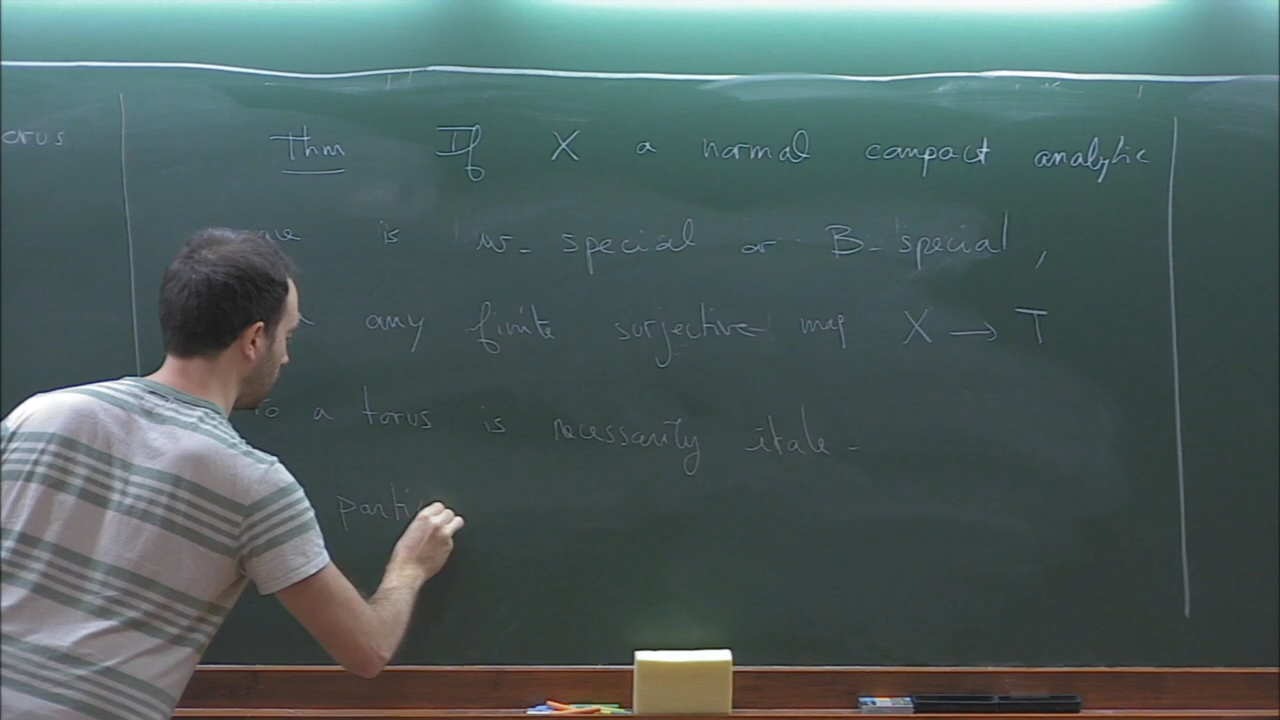 orus
Thm If X a normal compact analytic
is w-special or B-special,
any finite surjective map X → T
a torus is necessarily étale.
parti